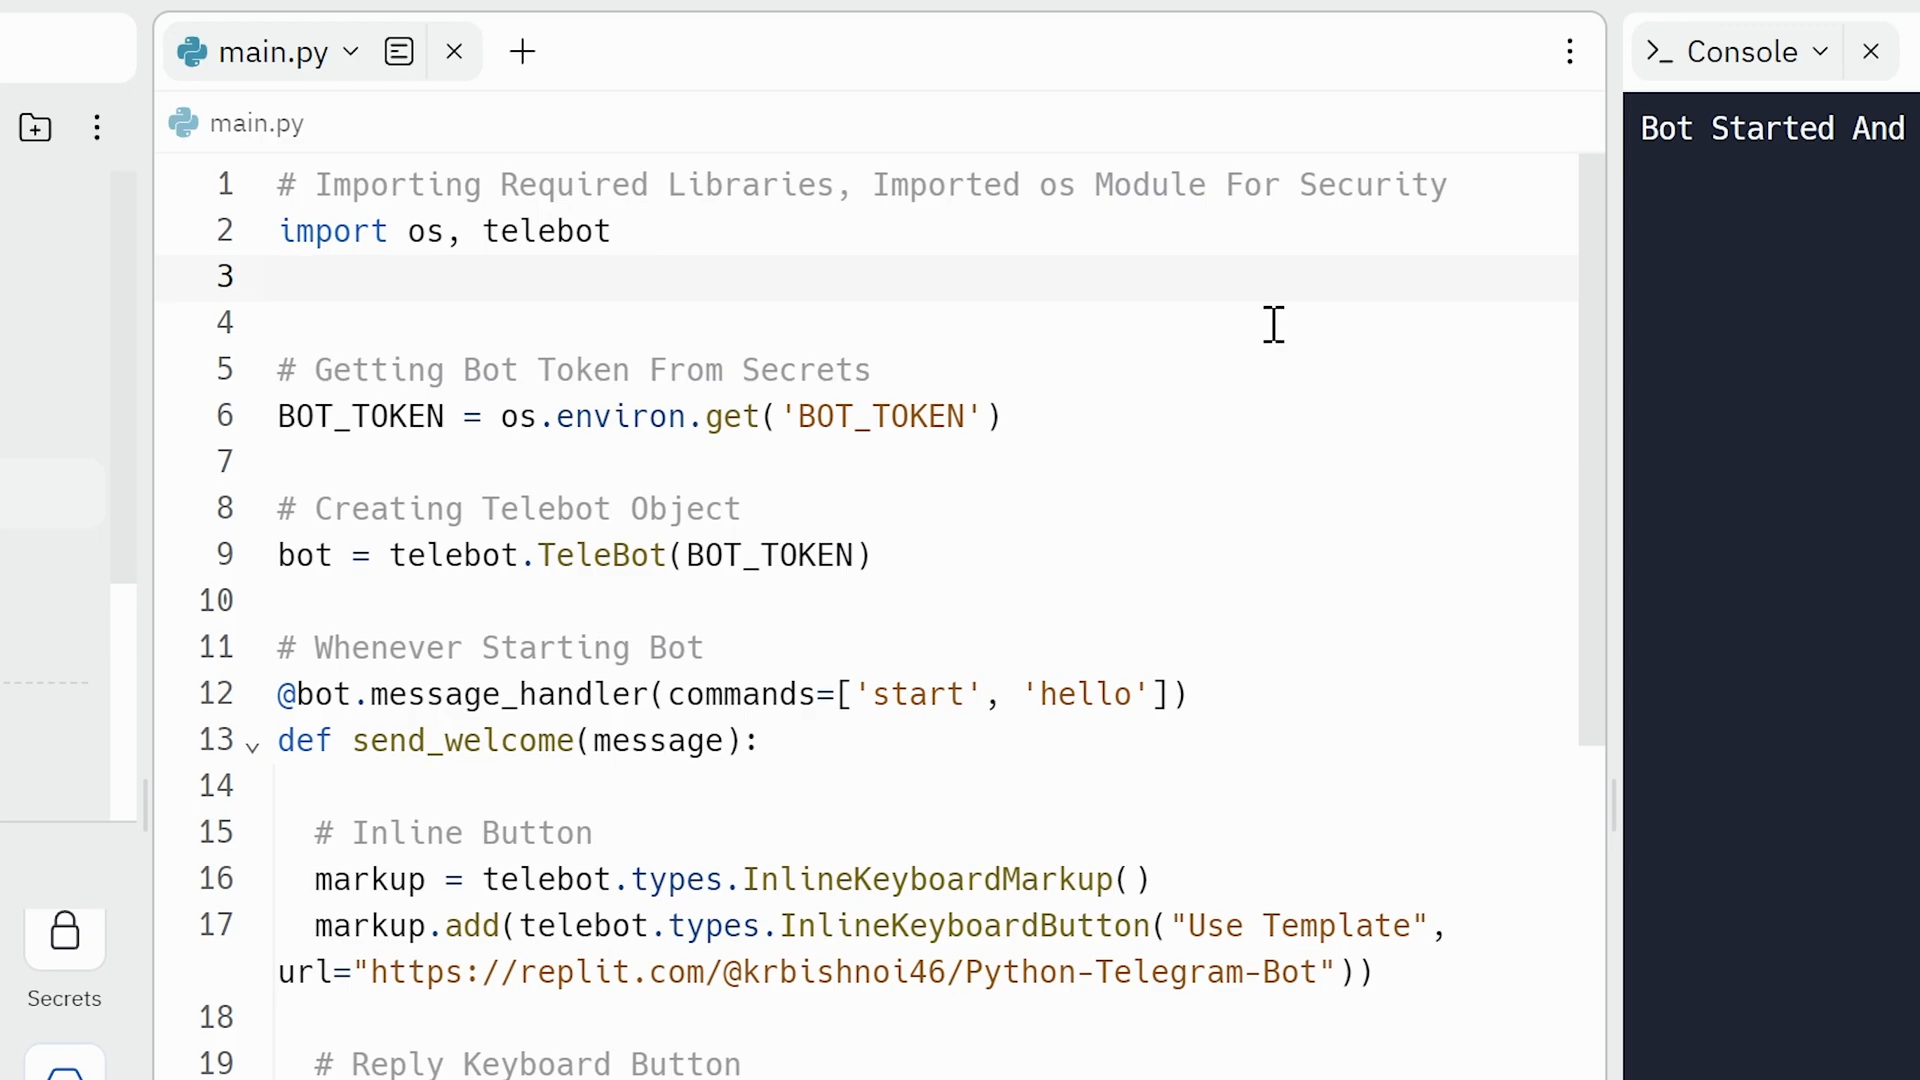 main.py
Console
main.py
Bot Started And
1 # Importing Required Libraries, Imported os Module For Security
2 import os, telebot
3
4
5 # Getting Bot Token From Secrets
6 BOT_TOKEN = os.environ.get('BOT_TOKEN')
7
8 # Creating Telebot Object
9 bot = telebot.TeleBot(BOT_TOKEN)
10
11 # Whenever Starting Bot
12 @bot.message_handler(commands=['start', 'hello'])
13 def send_welcome(message):
14
15 # Inline Button
16 markup = telebot.types.InlineKeyboardMarkup()
17 markup.add(telebot.types.InlineKeyboardButton("Use Template",
url="https://replit.com/@krbishnoi46/Python-Telegram-Bot"))
18
19 # Reply Keyboard Button
Secrets